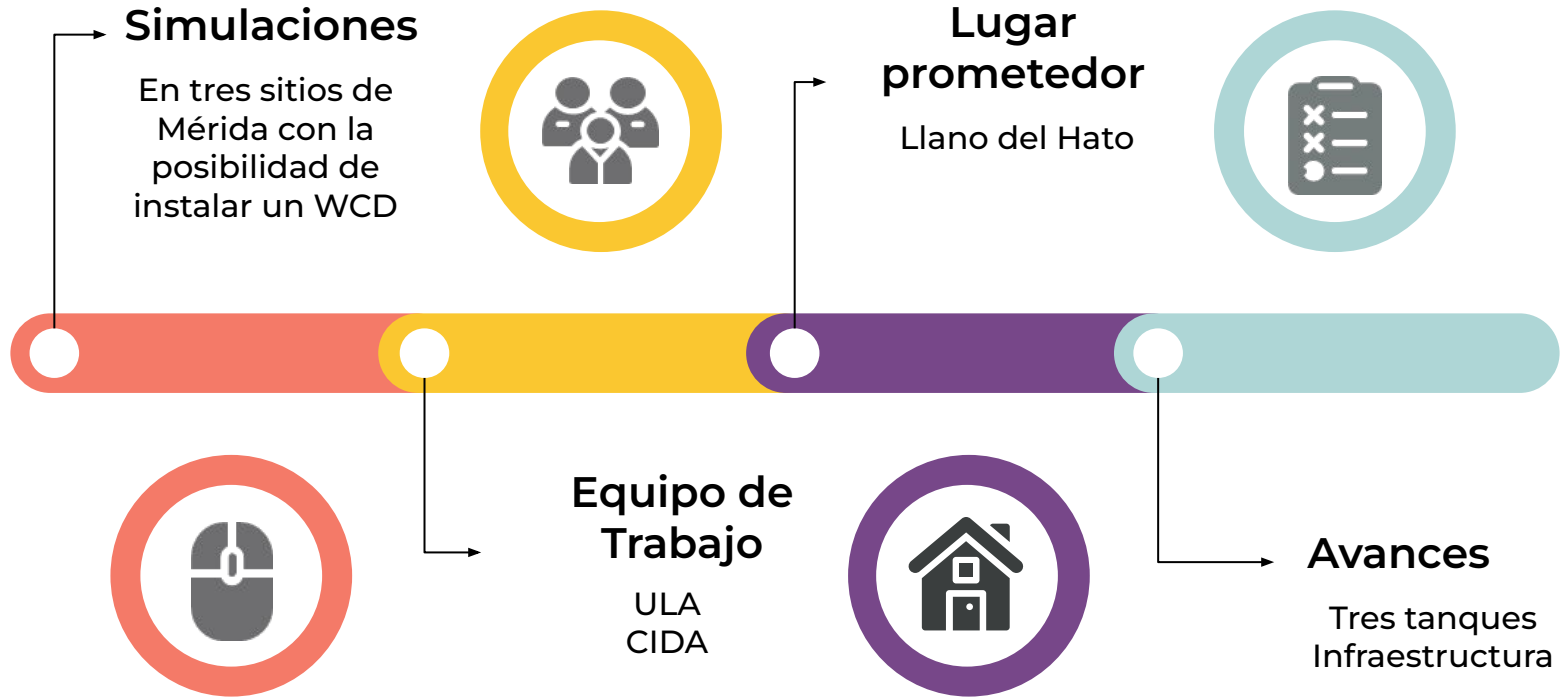 Simulaciones
En tres sitios de
Mérida con la
posibilidad de
instalar un WCD
Equipo de
Trabajo
ULA
CIDA
Lugar
prometedor
Llano del Hato
Avances
Tres tanques
Infraestructura